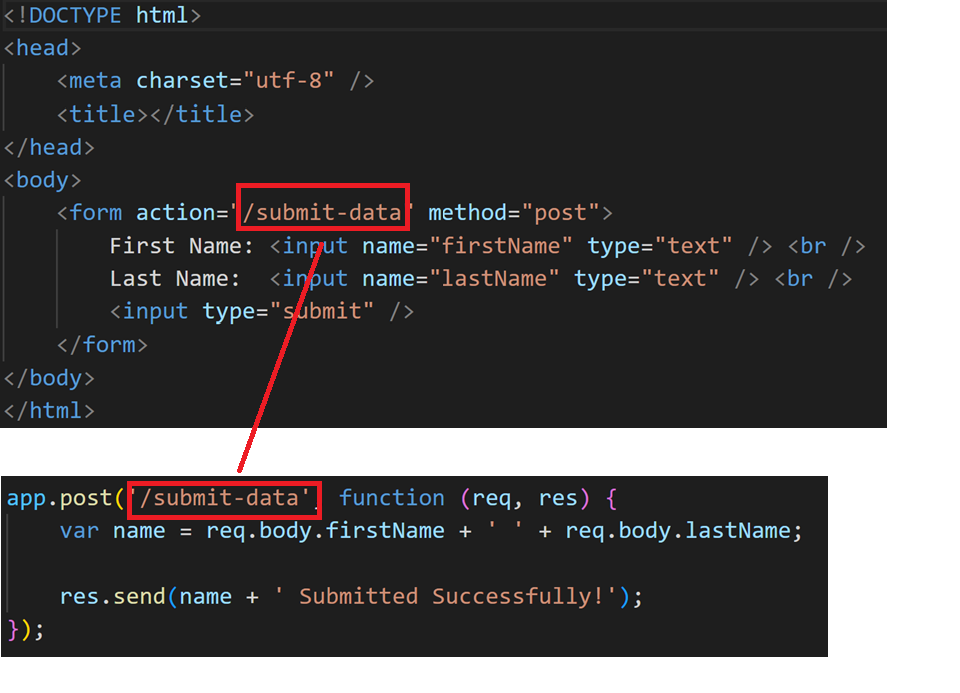 <!DOCTYPE html>
<head>
    <meta charset="utf-8" />
    <title></title>
</head>
<body>
    <form action="/submit-data" method="post">
        First Name: <input name="firstName" type="text" /> <br />
        Last Name:  <input name="lastName" type="text" /> <br />
        <input type="submit" />
    </form>
</body>
</html>
app.post('/submit-data', function (req, res) {
    var name = req.body.firstName + ' ' + req.body.lastName;
    res.send(name + ' Submitted Successfully!');
});